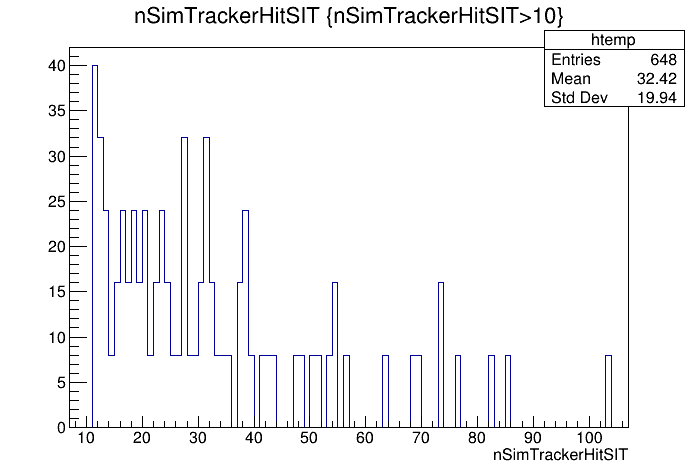 nSimTrackerHitSIT {nSimTrackerHitSIT>10}
htemp
Entries 648
Mean 32.42
Std Dev 19.94
40
35
30
25
20
15
10
5
0
10 20 30 40 50 60 70 80 90 100
nSimTrackerHitSIT